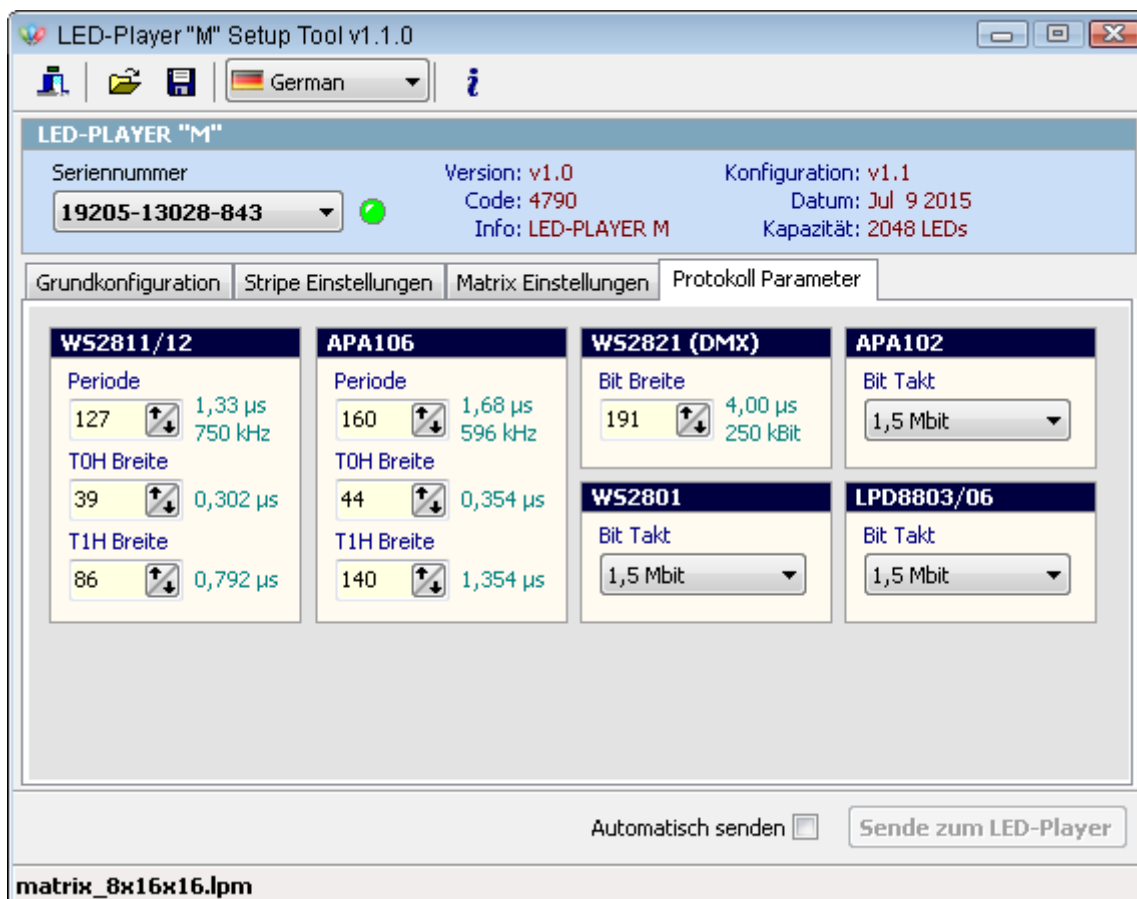 LED-Player "M" Setup Tool v1.1.0
German
i
LED-PLAYER "M"
Seriennummer
19205-13028-843
Version: v1.0
Code: 4790
Info: LED-PLAYER M
Konfiguration: v1.1
Datum: Jul 9 2015
Kapazität: 2048 LEDs
Grundkonfiguration
Stripe Einstellungen
Matrix Einstellungen
Protokoll Parameter
WS2811/12
Periode
127
1,33 µs
750 kHz
T0H Breite
39
0,302 µs
T1H Breite
86
0,792 µs
APA106
Periode
160
1,68 µs
596 kHz
T0H Breite
44
0,354 µs
T1H Breite
140
1,354 µs
WS2821 (DMX)
Bit Breite
191
4,00 µs
250 kBit
APA102
Bit Takt
1,5 Mbit
WS2801
Bit Takt
1,5 Mbit
LPD8803/06
Bit Takt
1,5 Mbit
Automatisch senden
Sende zum LED-Player
matrix_8x16x16.lpm